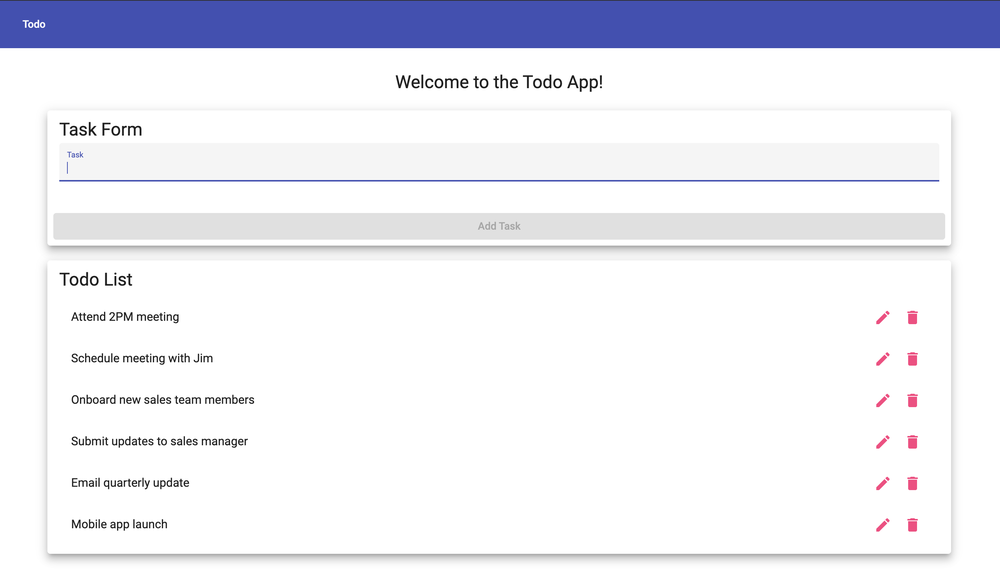 Todo
Welcome to the Todo App!
Task Form
Task
Add Task
Todo List
Attend 2PM meeting
Schedule meeting with Jim
Onboard new sales team members
Submit updates to sales manager
Email quarterly update
Mobile app launch